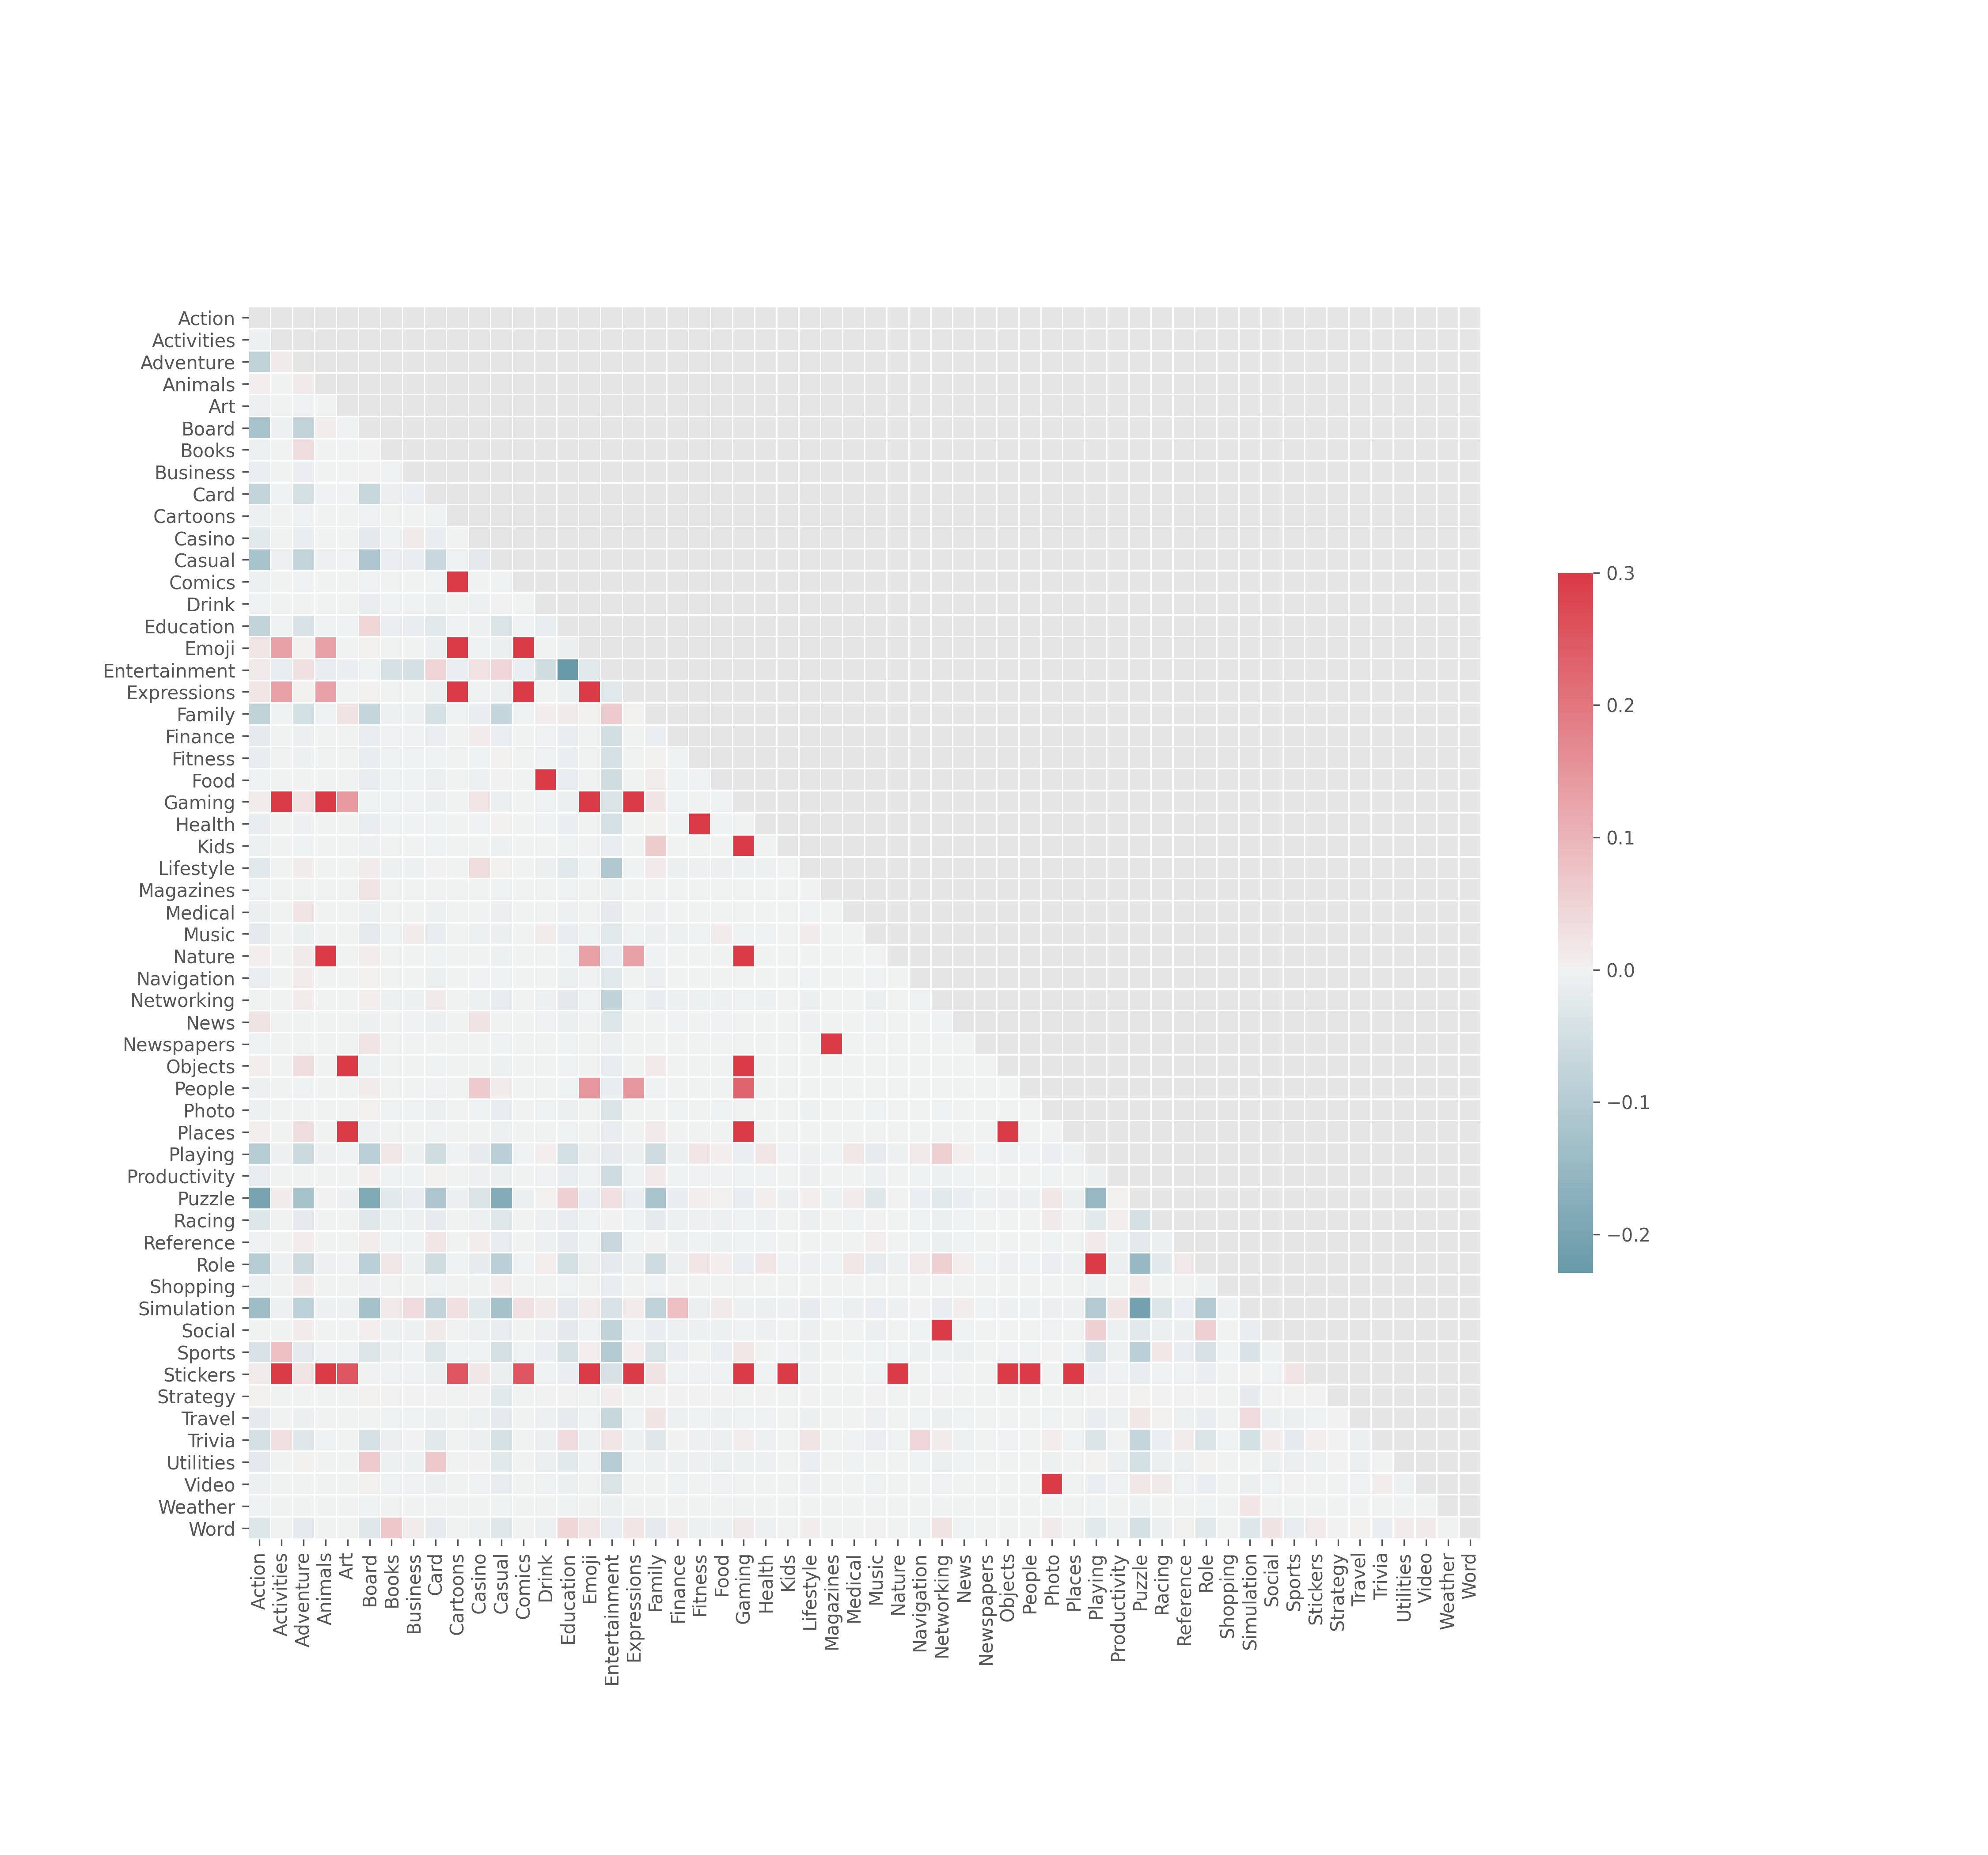 Action
Activities
Adventure
Animals
Art
Board
Books
Business
Card
Cartoons
Casino
Casual
Comics
Drink
Education
Emoji
Entertainment
Expressions
Family
Finance
Fitness
Food
Gaming
Health
Kids
Lifestyle
Magazines
Medical
Music
Nature
Navigation
Networking
News
Newspapers
Objects
People
Photo
Places
Playing
Productivity
Puzzle
Racing
Reference
Role
Shopping
Simulation
Social
Sports
Stickers
Strategy
Travel
Trivia
Utilities
Video
Weather
Word
Action
Activities
Adventure
Animals
Art
Board
Books
Business
Card
Cartoons
Casino
Casual
Comics
Drink
Education
Emoji
Entertainment
Expressions
Family
Finance
Fitness
Food
Gaming
Health
Kids
Lifestyle
Magazines
Medical
Music
Nature
Navigation
Networking
News
Newspapers
Objects
People
Photo
Places
Playing
Productivity
Puzzle
Racing
Reference
Role
Shopping
Simulation
Social
Sports
Stickers
Strategy
Travel
Trivia
Utilities
Video
Weather
Word
0.3
0.2
0.1
0.0
−0.1
−0.2